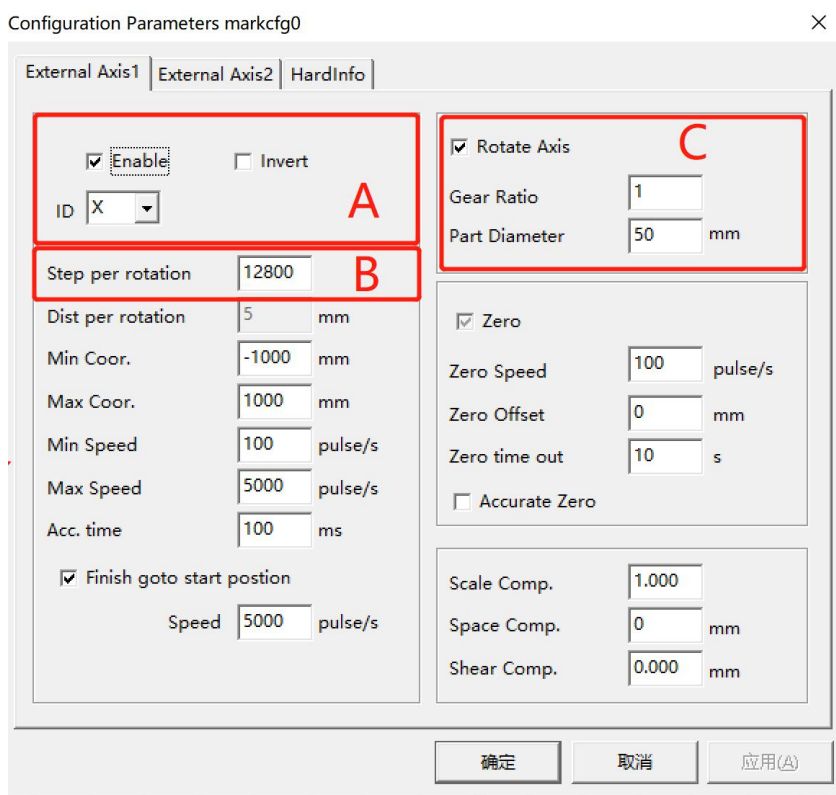 Configuration Parameters markcfg0
External Axis1 External Axis2 HardInfo
Enable Invert
ID X A
Step per rotation 12800 B
Dist per rotation 5 mm
Min Coor. -1000 mm
Max Coor. 1000 mm
Min Speed 100 pulse/s
Max Speed 5000 pulse/s
Acc. time 100 ms
Finish goto start postion
Speed 5000 pulse/s
Rotate Axis C
Gear Ratio 1
Part Diameter 50 mm
Zero
Zero Speed 100 pulse/s
Zero Offset 0 mm
Zero time out 10 s
Accurate Zero
Scale Comp. 1.000
Space Comp. 0 mm
Shear Comp. 0.000 mm
确定 取消 应用(A)